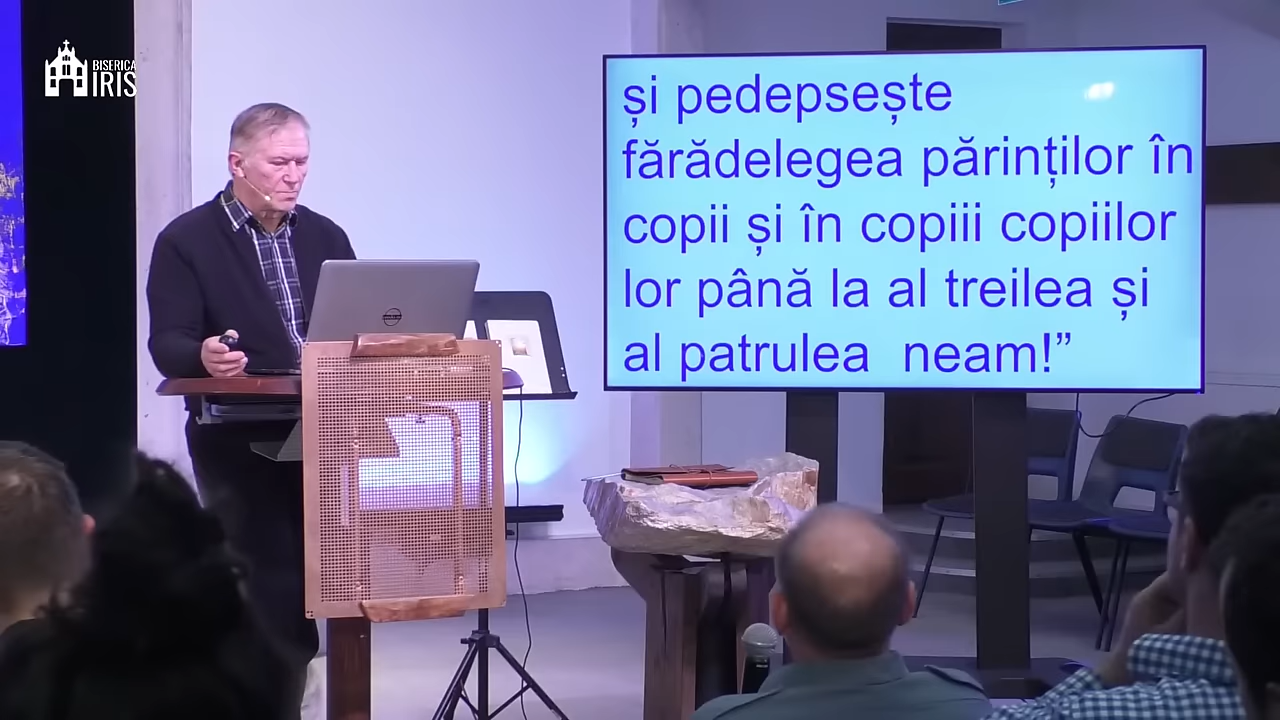 BISERICA
IRIS
și pedepsește
fărădelegea părinților în
copii și în copiii copiilor
lor până la al treilea și
al patrulea neam!”